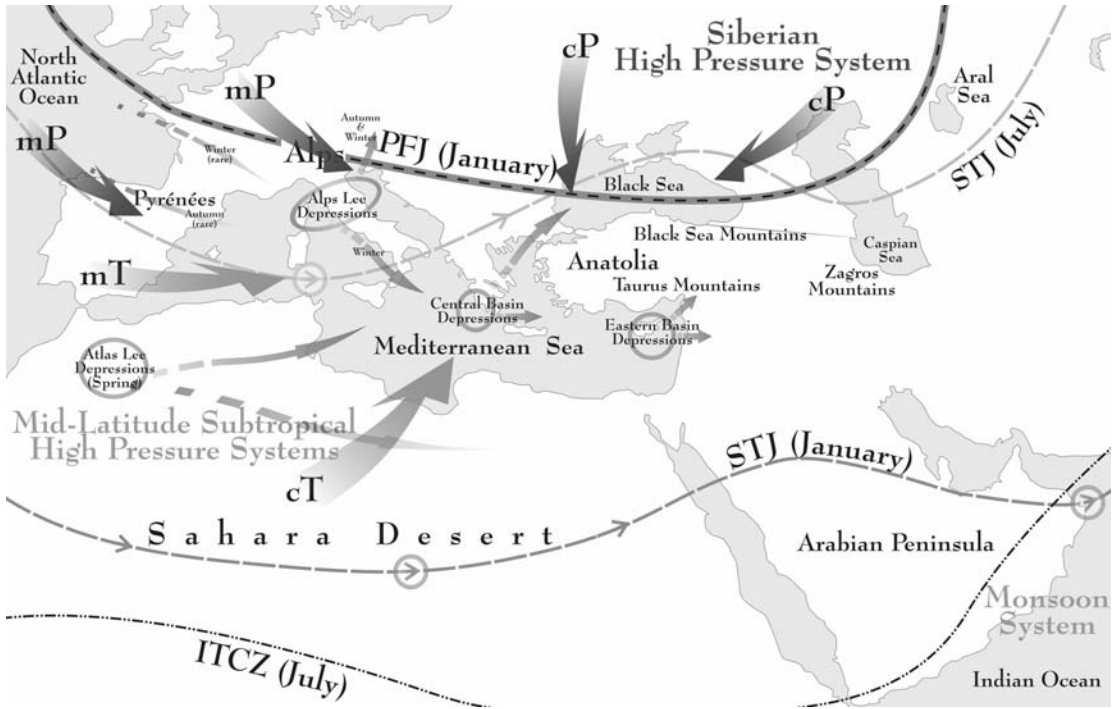 North
Atlantic
Ocean
mP
mP
cP
Siberian
High Pressure System
cP
Aral
Sea
STJ (July)
Autumn
&
Winter
Alps
PFJ (January)
Winter
(rare)
Pyrénées
Autumn
(rare)
Alps Lee
Depressions
Black Sea
Black Sea Mountains
Caspian
Sea
Winter
Anatolia
Taurus Mountains
Zagros
Mountains
mT
Central Basin
Depressions
Eastern Basin
Depressions
Mediterranean Sea
Atlas Lee
Depressions
(Spring)
Mid-Latitude Subtropical
High Pressure Systems
cT
STJ (January)
Sahara Desert
Arabian Peninsula
Monsoon
System
ITCZ (July)
Indian Ocean